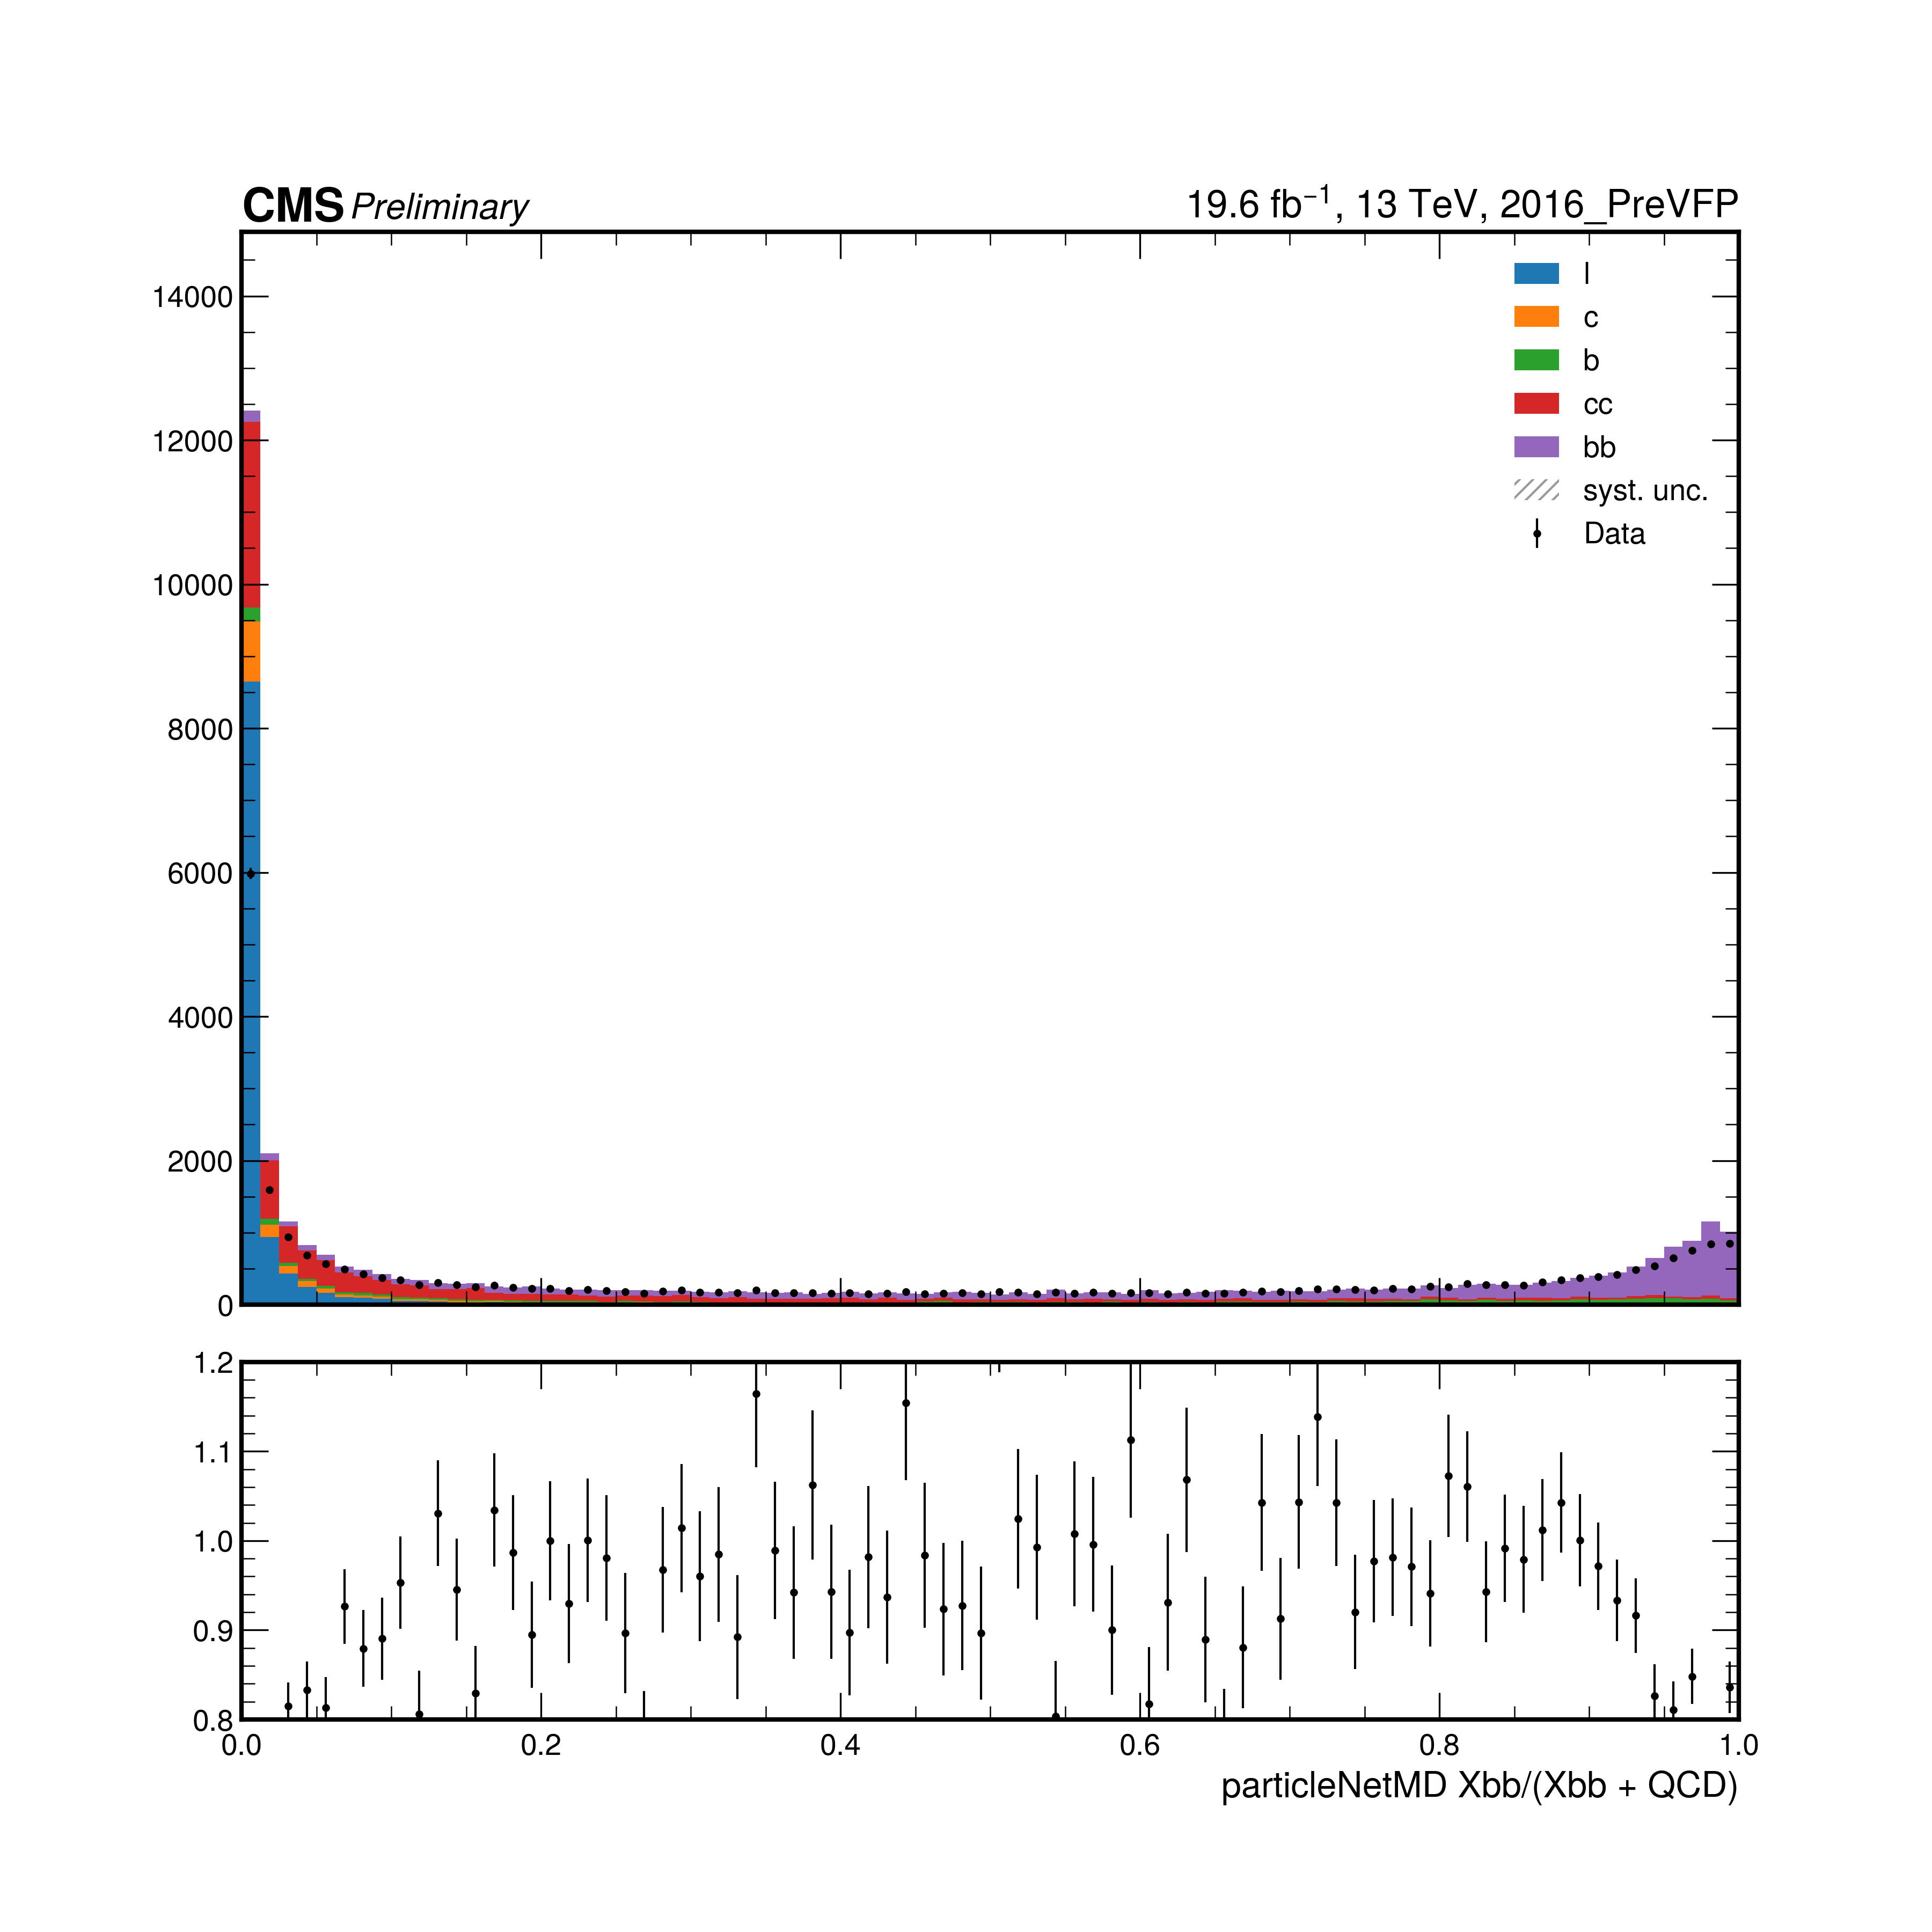 CMS Preliminary 19.6 fb⁻¹, 13 TeV, 2016_PreVFP
l
c
b
cc
bb
syst. unc.
Data
14000
12000
10000
8000
6000
4000
2000
0
1.2
1.1
1.0
0.9
0.8
0.0 0.2 0.4 0.6 0.8 1.0
particleNetMD Xbb/(Xbb + QCD)